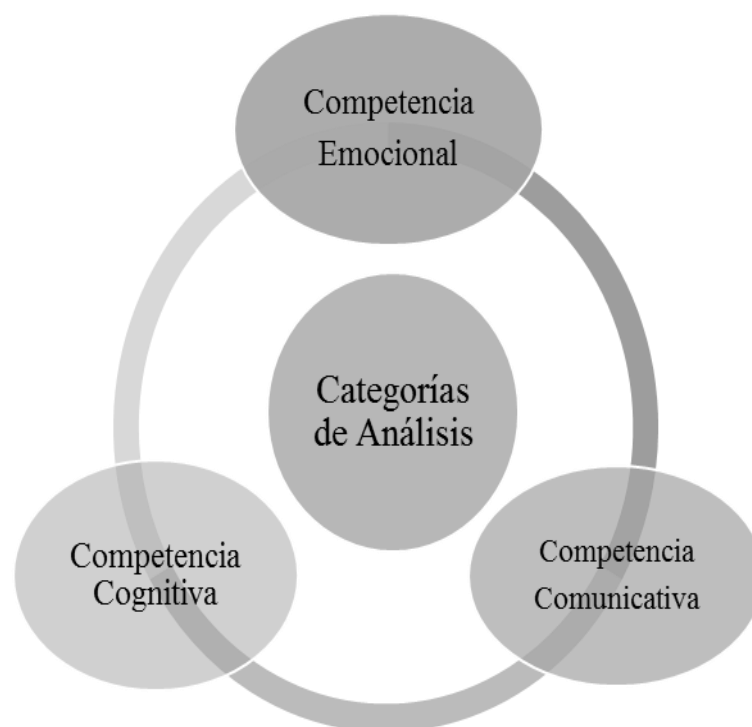 Competencia
Emocional
Categorías
de Análisis
Competencia
Cognitiva
Competencia
Comunicativa